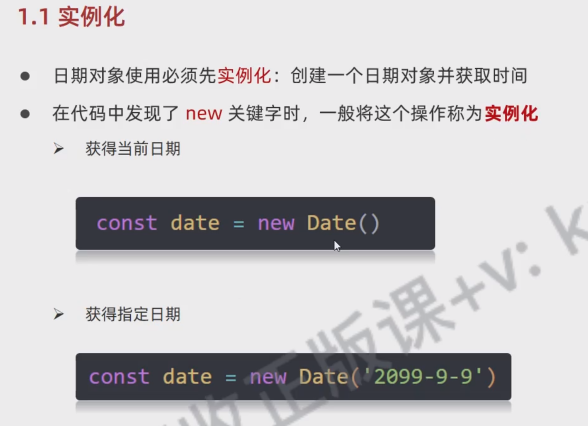 1.1 实例化
● 日期对象使用必须先实例化：创建一个日期对象并获取时间
● 在代码中发现了 new 关键字时，一般将这个操作称为实例化
➢ 获得当前日期
const date = new Date()
➢ 获得指定日期
const date = new Date('2099-9-9')
收正版课+v: k